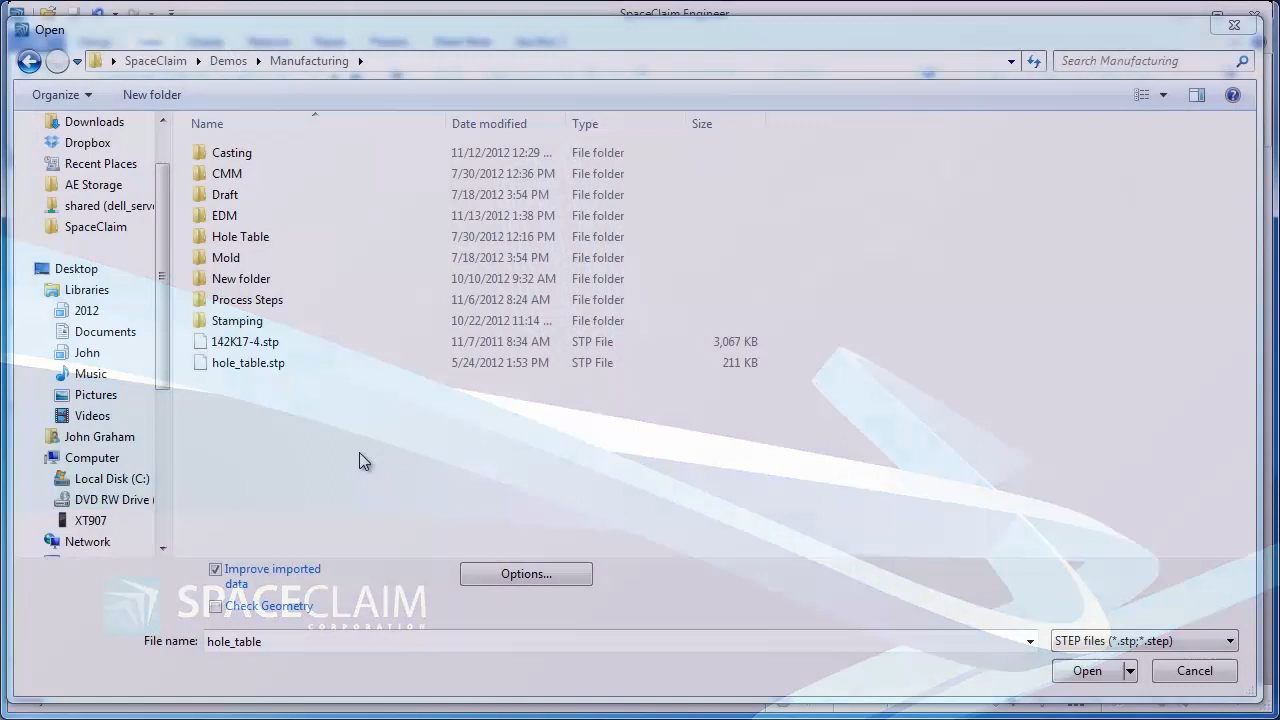 SpaceClaim Engineer
Open
SpaceClaim Demos Manufacturing
Search Manufacturing
Organize New folder
Downloads
Dropbox
Recent Places
AE Storage
shared (dell_serve
SpaceClaim
Desktop
Libraries
2012
Documents
John
Music
Pictures
Videos
John Graham
Computer
Local Disk (C:)
DVD RW Drive (
XT907
Network
Name Date modified Type Size
Casting 11/12/2012 12:29 ... File folder
CMM 7/30/2012 12:36 PM File folder
Draft 7/18/2012 3:54 PM File folder
EDM 11/13/2012 1:38 PM File folder
Hole Table 7/30/2012 12:16 PM File folder
Mold 7/18/2012 3:54 PM File folder
New folder 10/10/2012 9:32 AM File folder
Process Steps 11/6/2012 8:24 AM File folder
Stamping 10/22/2012 11:14 ... File folder
142K17-4.stp 11/7/2011 8:34 AM STP File 3,067 KB
hole_table.stp 5/24/2012 1:53 PM STP File 211 KB
Improve imported
data
Options...
Check Geometry
SPACECLAIM
CORPORATION
File name: hole_table
STEP files (*.stp;*.step)
Open Cancel